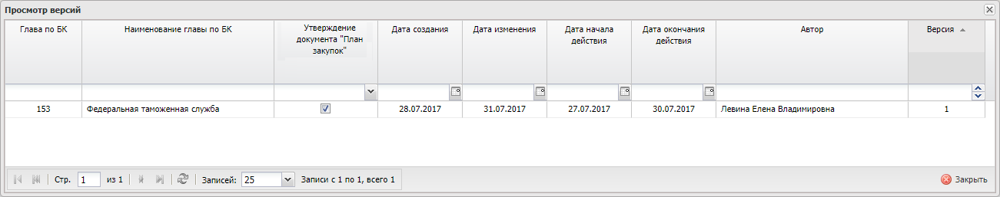 Просмотр версий
Глава по БК
Наименование главы по БК
Утверждение
документа "План
закупок"
Дата создания
Дата изменения
Дата начала
действия
Дата окончания
действия
Автор
Версия
153
Федеральная таможенная служба
28.07.2017
31.07.2017
27.07.2017
30.07.2017
Левина Елена Владимировна
1
Стр. 1 из 1
Записей: 25
Записи с 1 по 1, всего 1
Закрыть